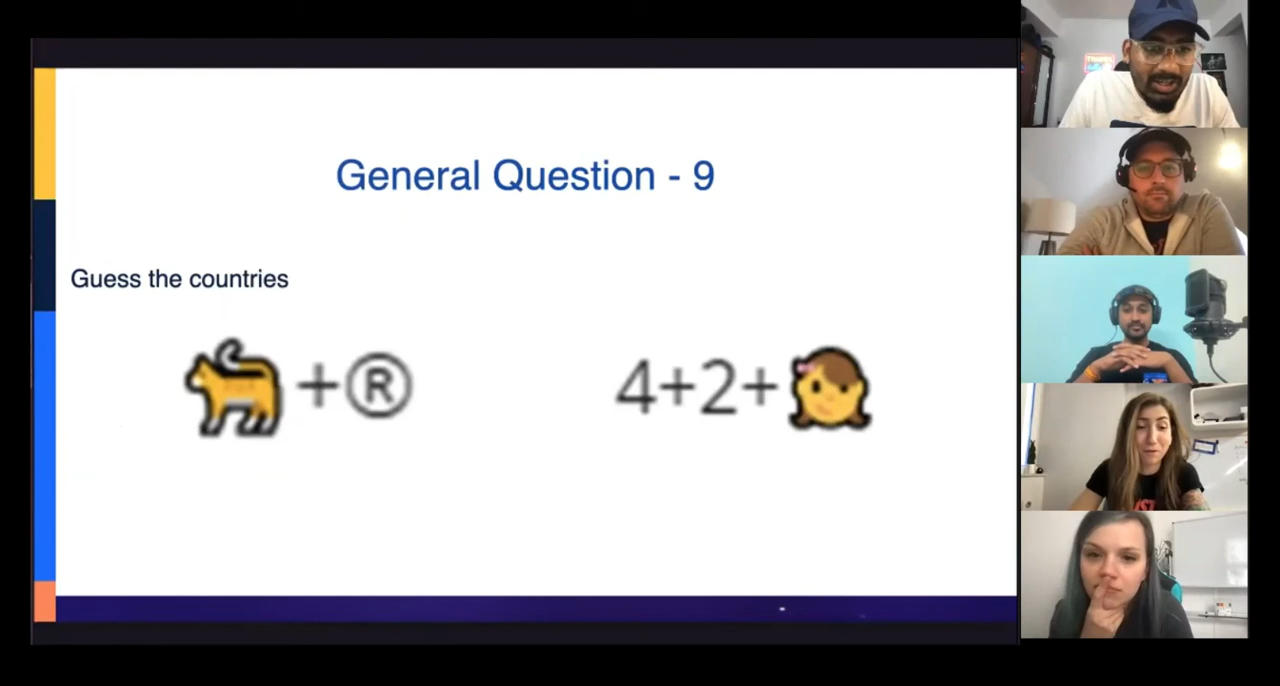 General Question - 9
Guess the countries
+®
4+2+